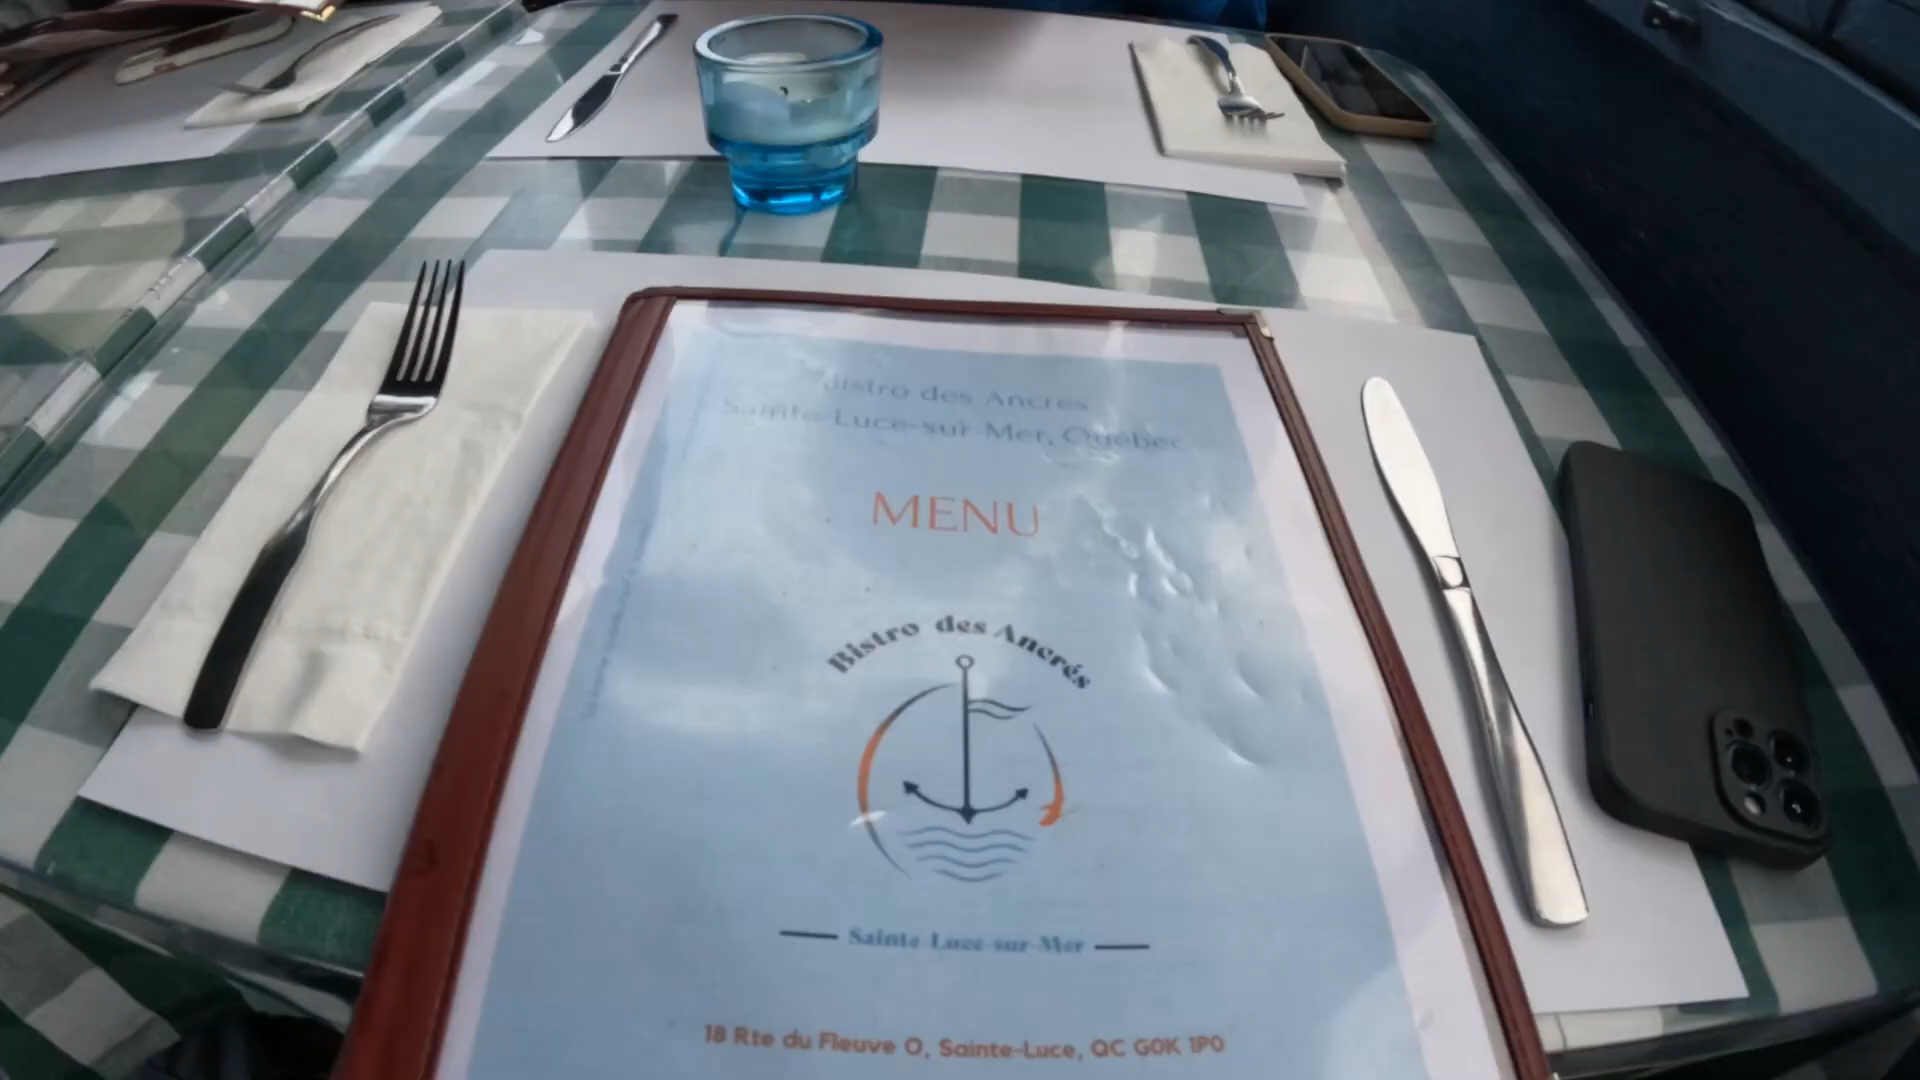 Bistro des Ancrés
Sainte-Luce-sur-Mer, Québec
MENU
Bistro des Ancrés
Sainte-Luce-sur-Mer
18 Rte du Fleuve O, Sainte-Luce, QC G0K 1P0